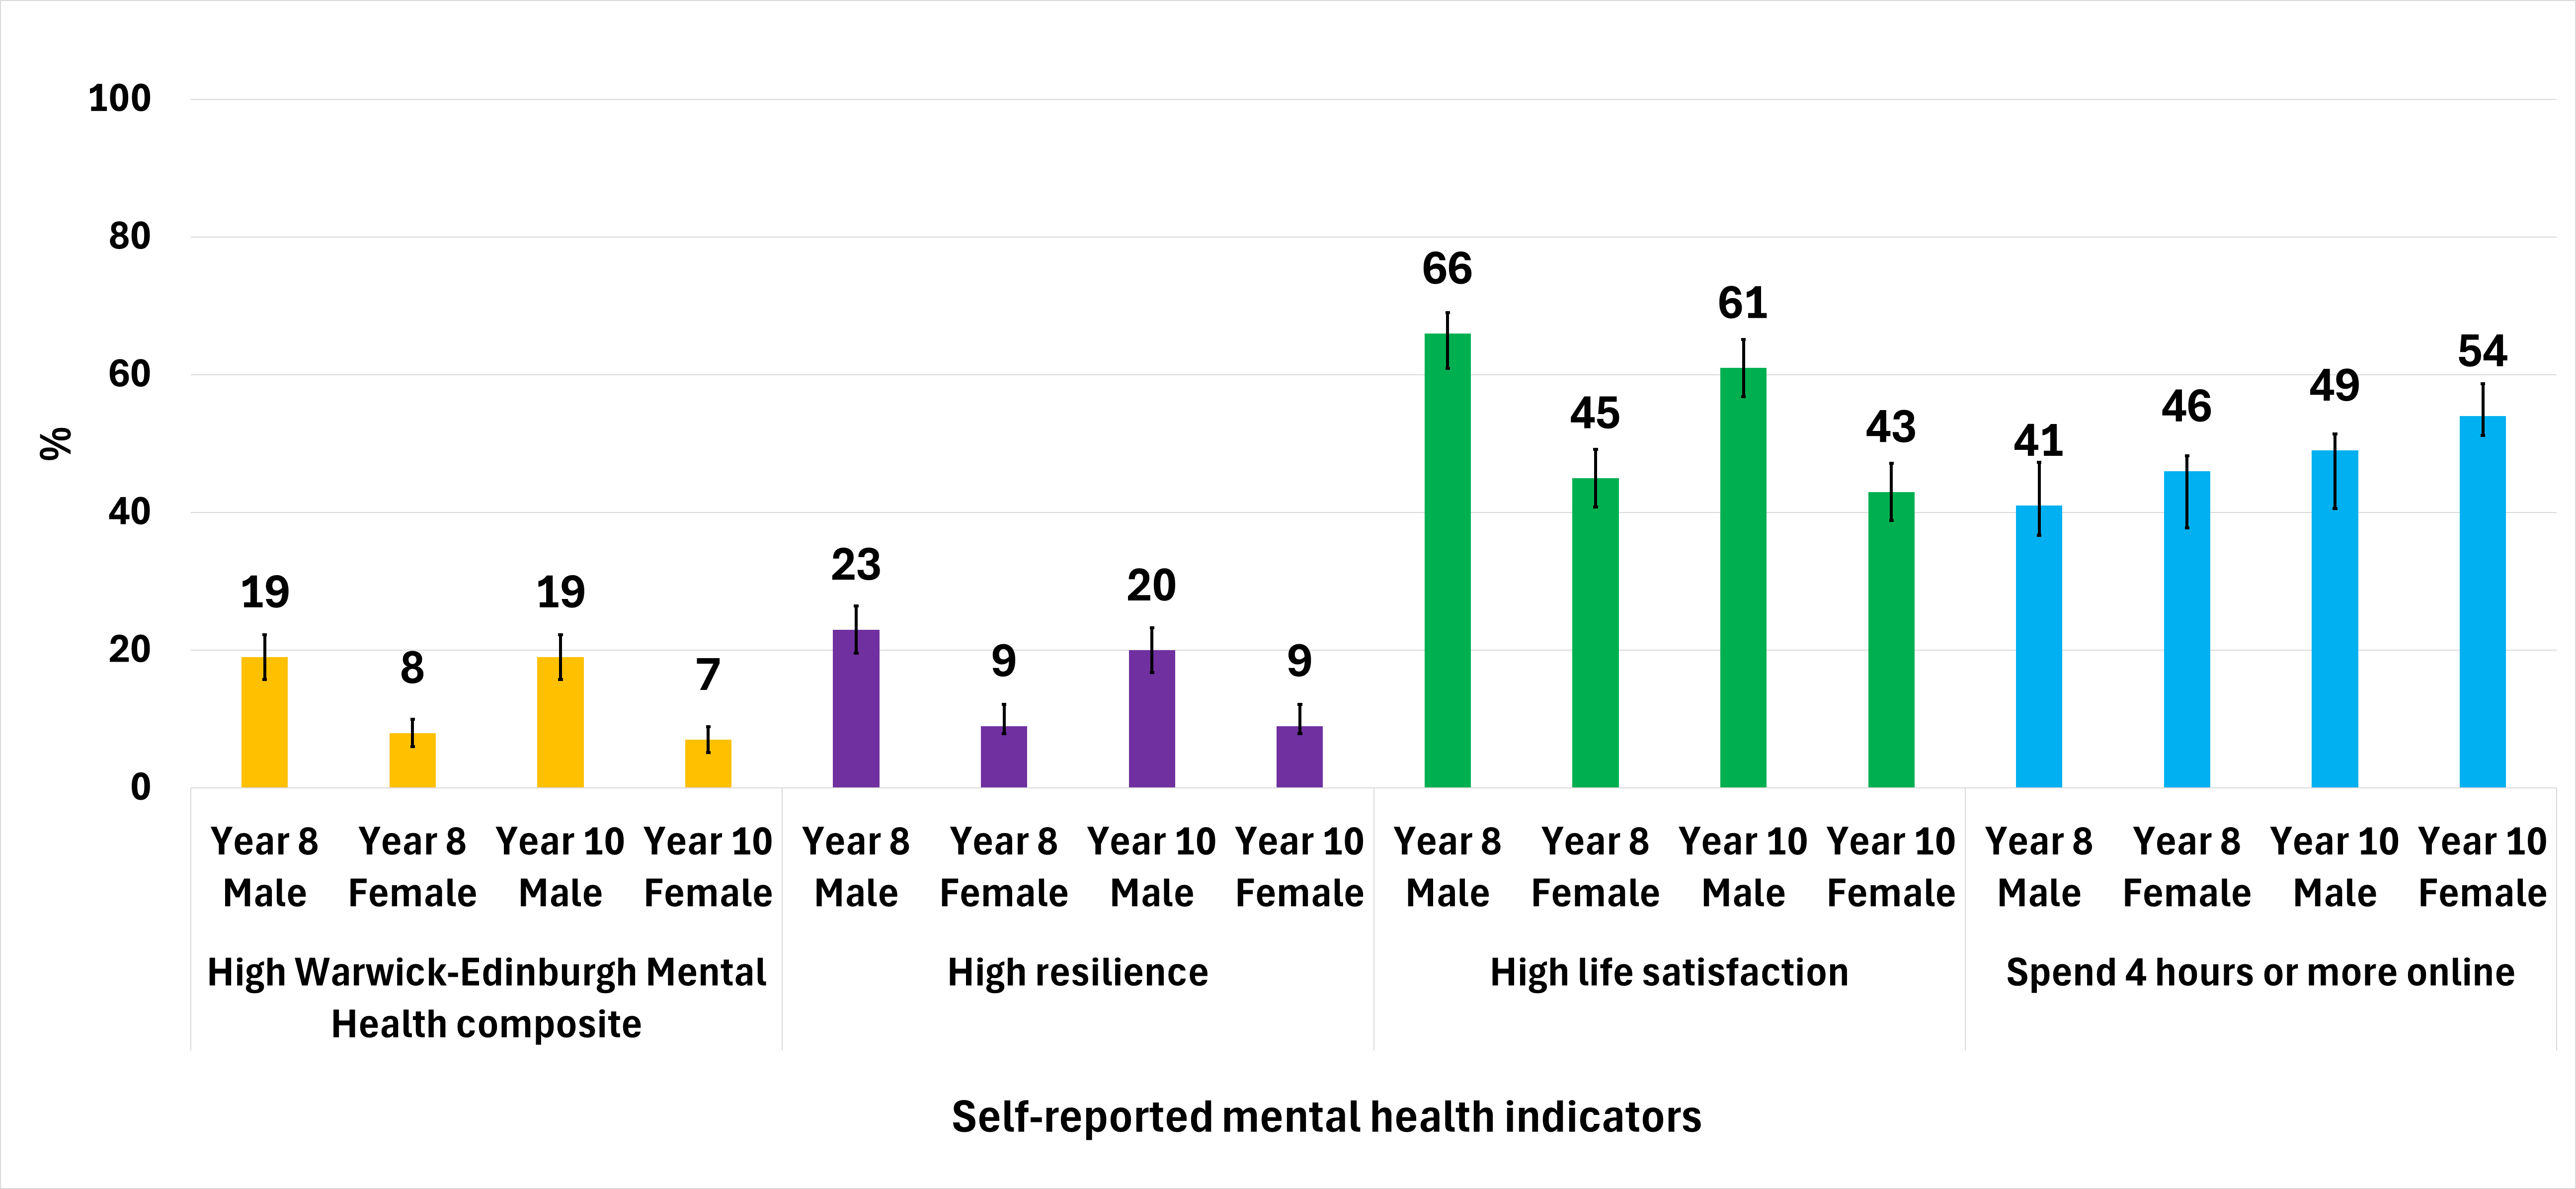 100
80
60
40
20
0
%
19
8
19
7
23
9
20
9
66
45
61
43
41
46
49
54
Year 8 Male
Year 8 Female
Year 10 Male
Year 10 Female
Year 8 Male
Year 8 Female
Year 10 Male
Year 10 Female
Year 8 Male
Year 8 Female
Year 10 Male
Year 10 Female
Year 8 Male
Year 8 Female
Year 10 Male
Year 10 Female
High Warwick-Edinburgh Mental
Health composite
High resilience
High life satisfaction
Spend 4 hours or more online
Self-reported mental health indicators